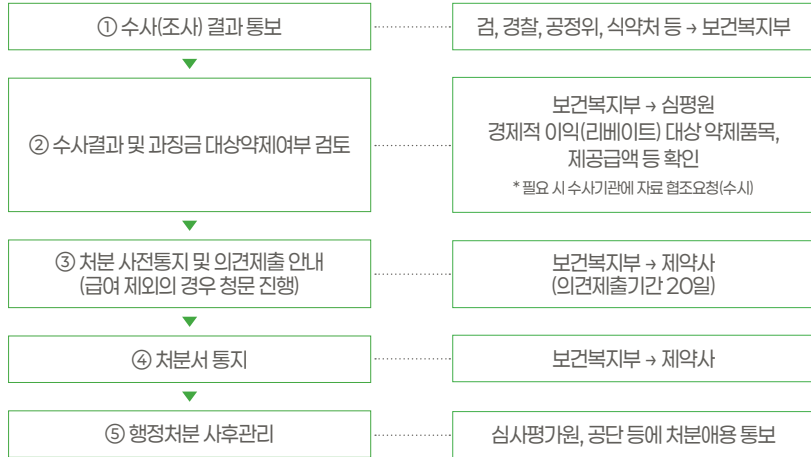 ① 수사(조사) 결과 통보
검, 경찰, 공정위, 식약처 등 → 보건복지부
② 수사결과 및 과징금 대상약제여부 검토
보건복지부 → 심평원
경제적 이익(리베이트) 대상 약제품목,
제공급액 등 확인
* 필요 시 수사기관에 자료 협조요청(수시)
③ 처분 사전통지 및 의견제출 안내
(급여 제외의 경우 청문 진행)
보건복지부 → 제약사
(의견제출기간 20일)
④ 처분서 통지
보건복지부 → 제약사
⑤ 행정처분 사후관리
심사평가원, 공단 등에 처분애용 통보